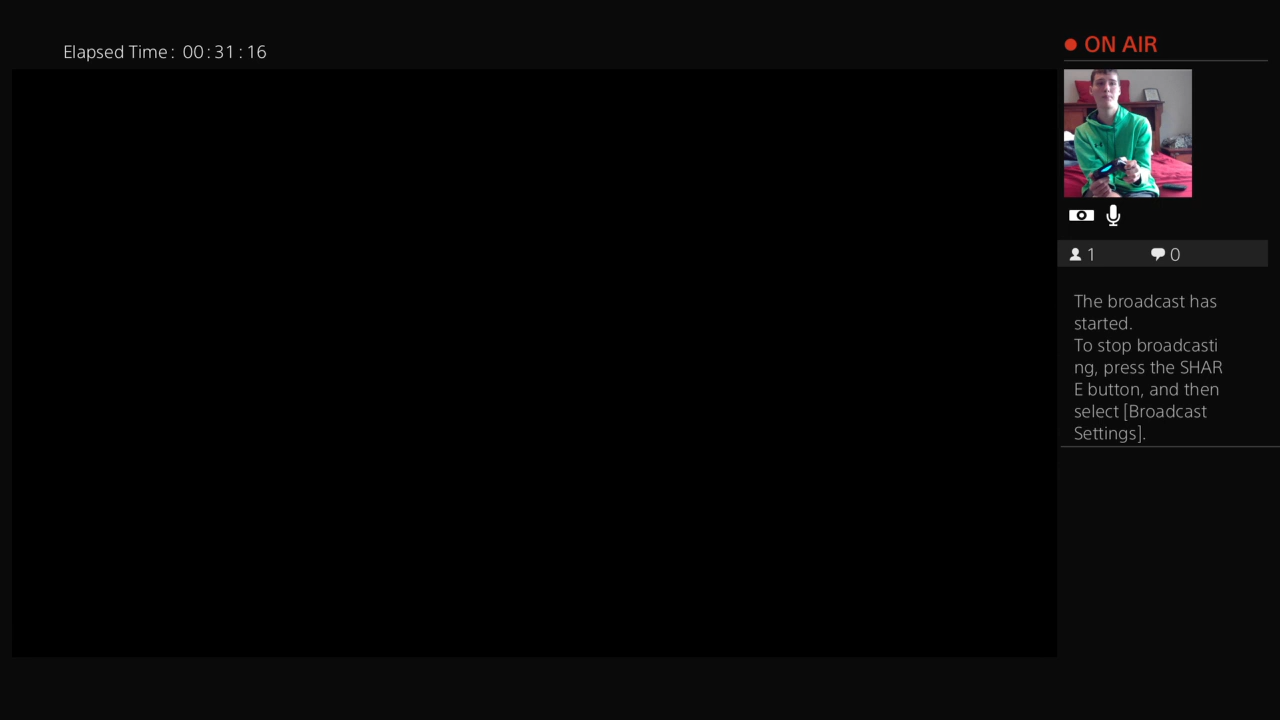 Elapsed Time: 00:31:16
ON AIR
1
0
The broadcast has
started.
To stop broadcasti
ng, press the SHAR
E button, and then
select [Broadcast
Settings].